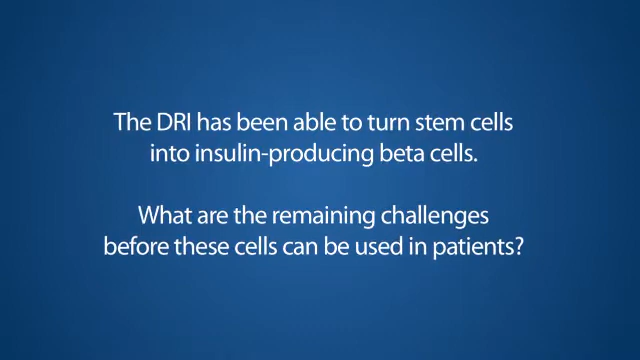 The DRI has been able to turn stem cells
into insulin-producing beta cells.
What are the remaining challenges
before these cells can be used in patients?